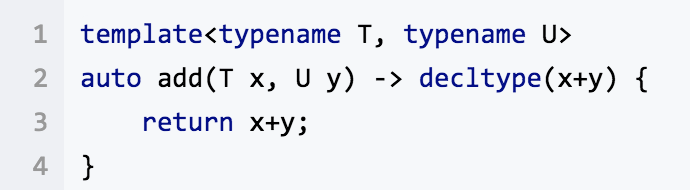 1 template<typename T, typename U>
2 auto add(T x, U y) -> decltype(x+y) {
3     return x+y;
4 }